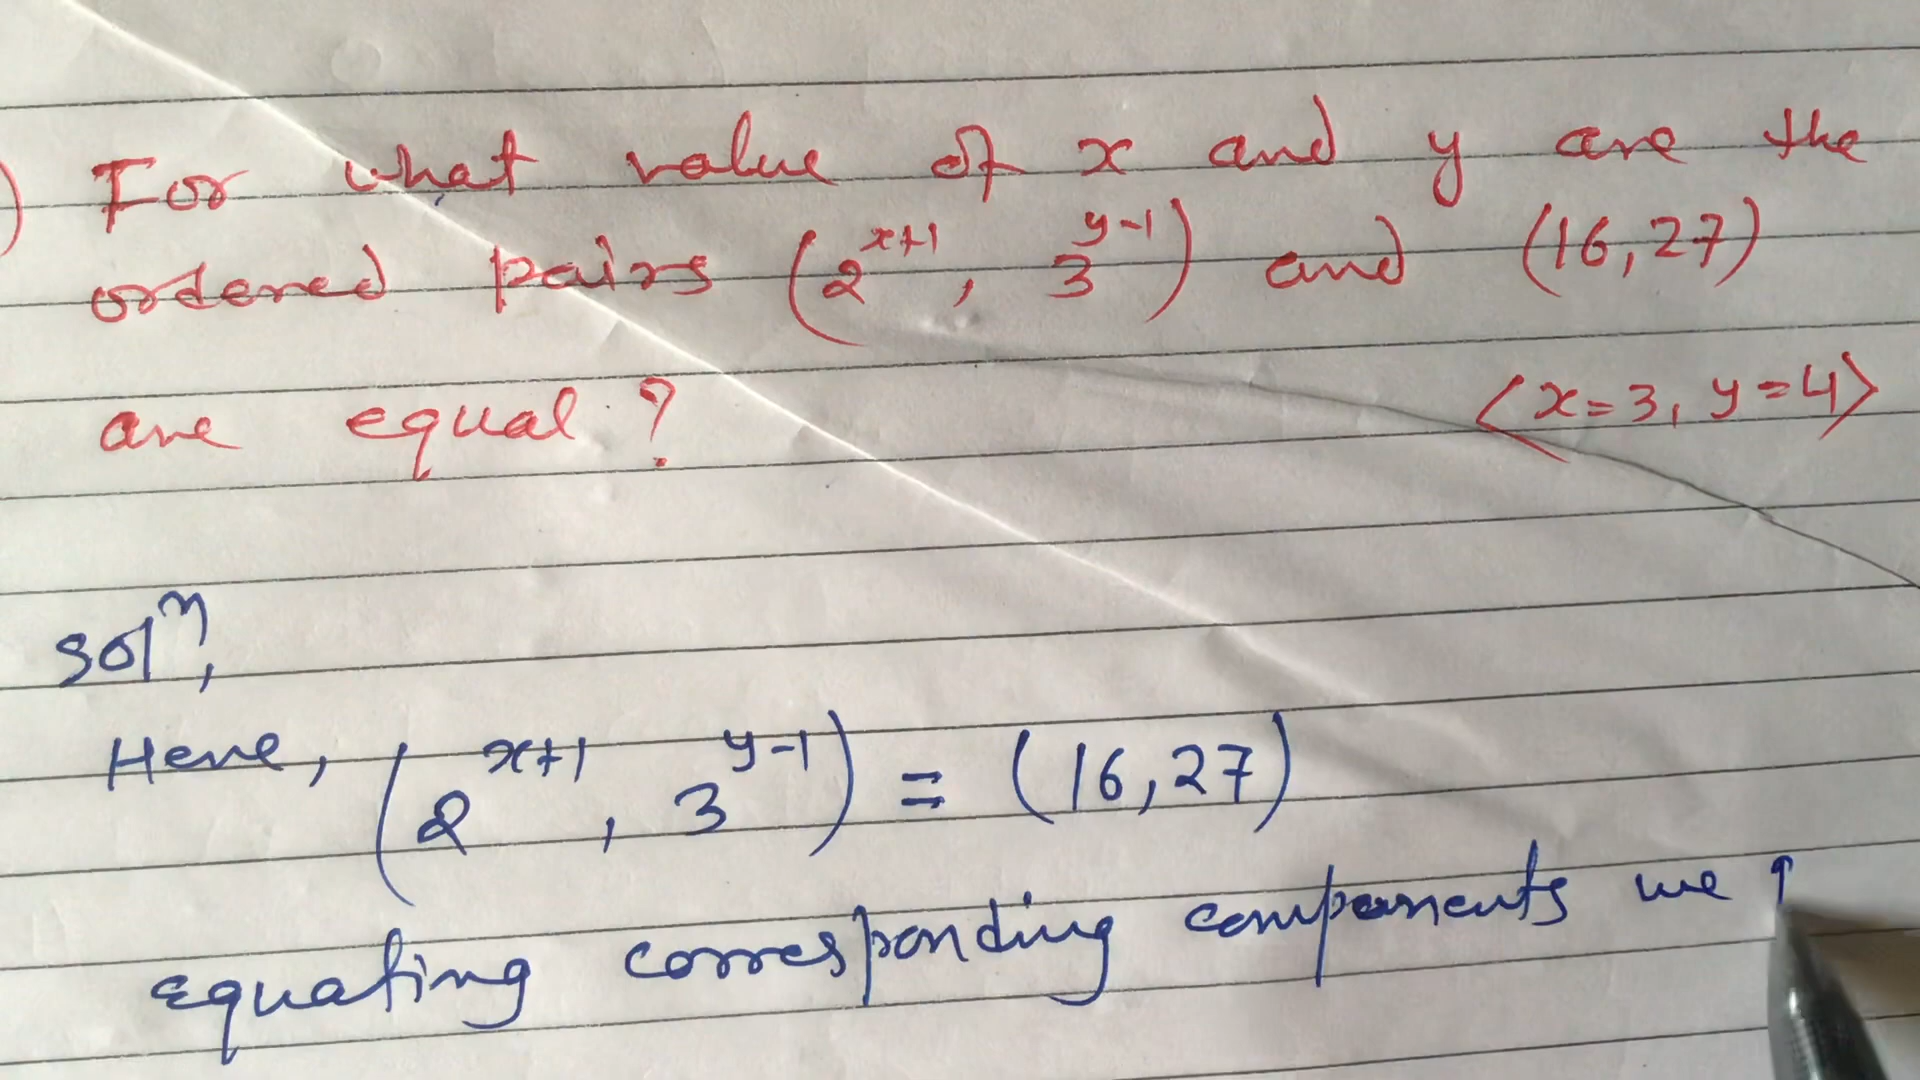 ) For what value of x and y are the
ordered pairs (2^{x+1}, 3^{y-1}) and (16,27)
are equal?
<x=3, y=4>
Sol^n,
Here, (2^{x+1}, 3^{y-1}) = (16,27)
equating corresponding components we